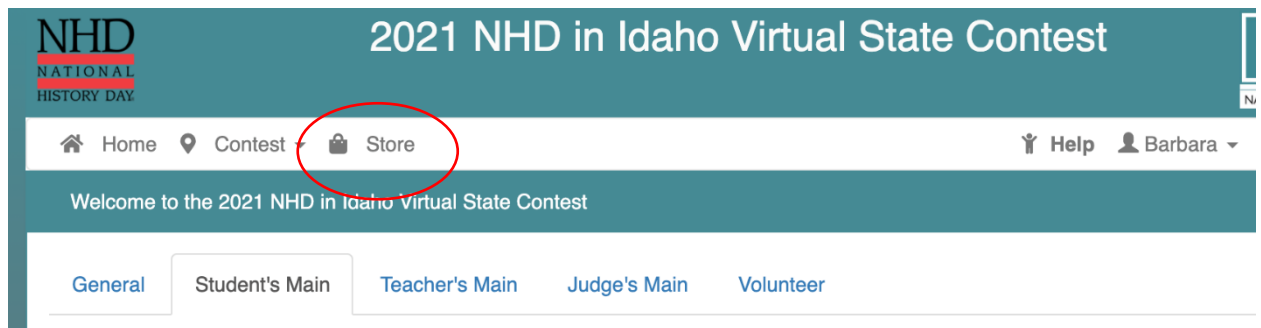 NHD
NATIONAL
HISTORY DAY
2021 NHD in Idaho Virtual State Contest
Home Contest Store Help Barbara
Welcome to the 2021 NHD in Idaho Virtual State Contest
General Student's Main Teacher's Main Judge's Main Volunteer